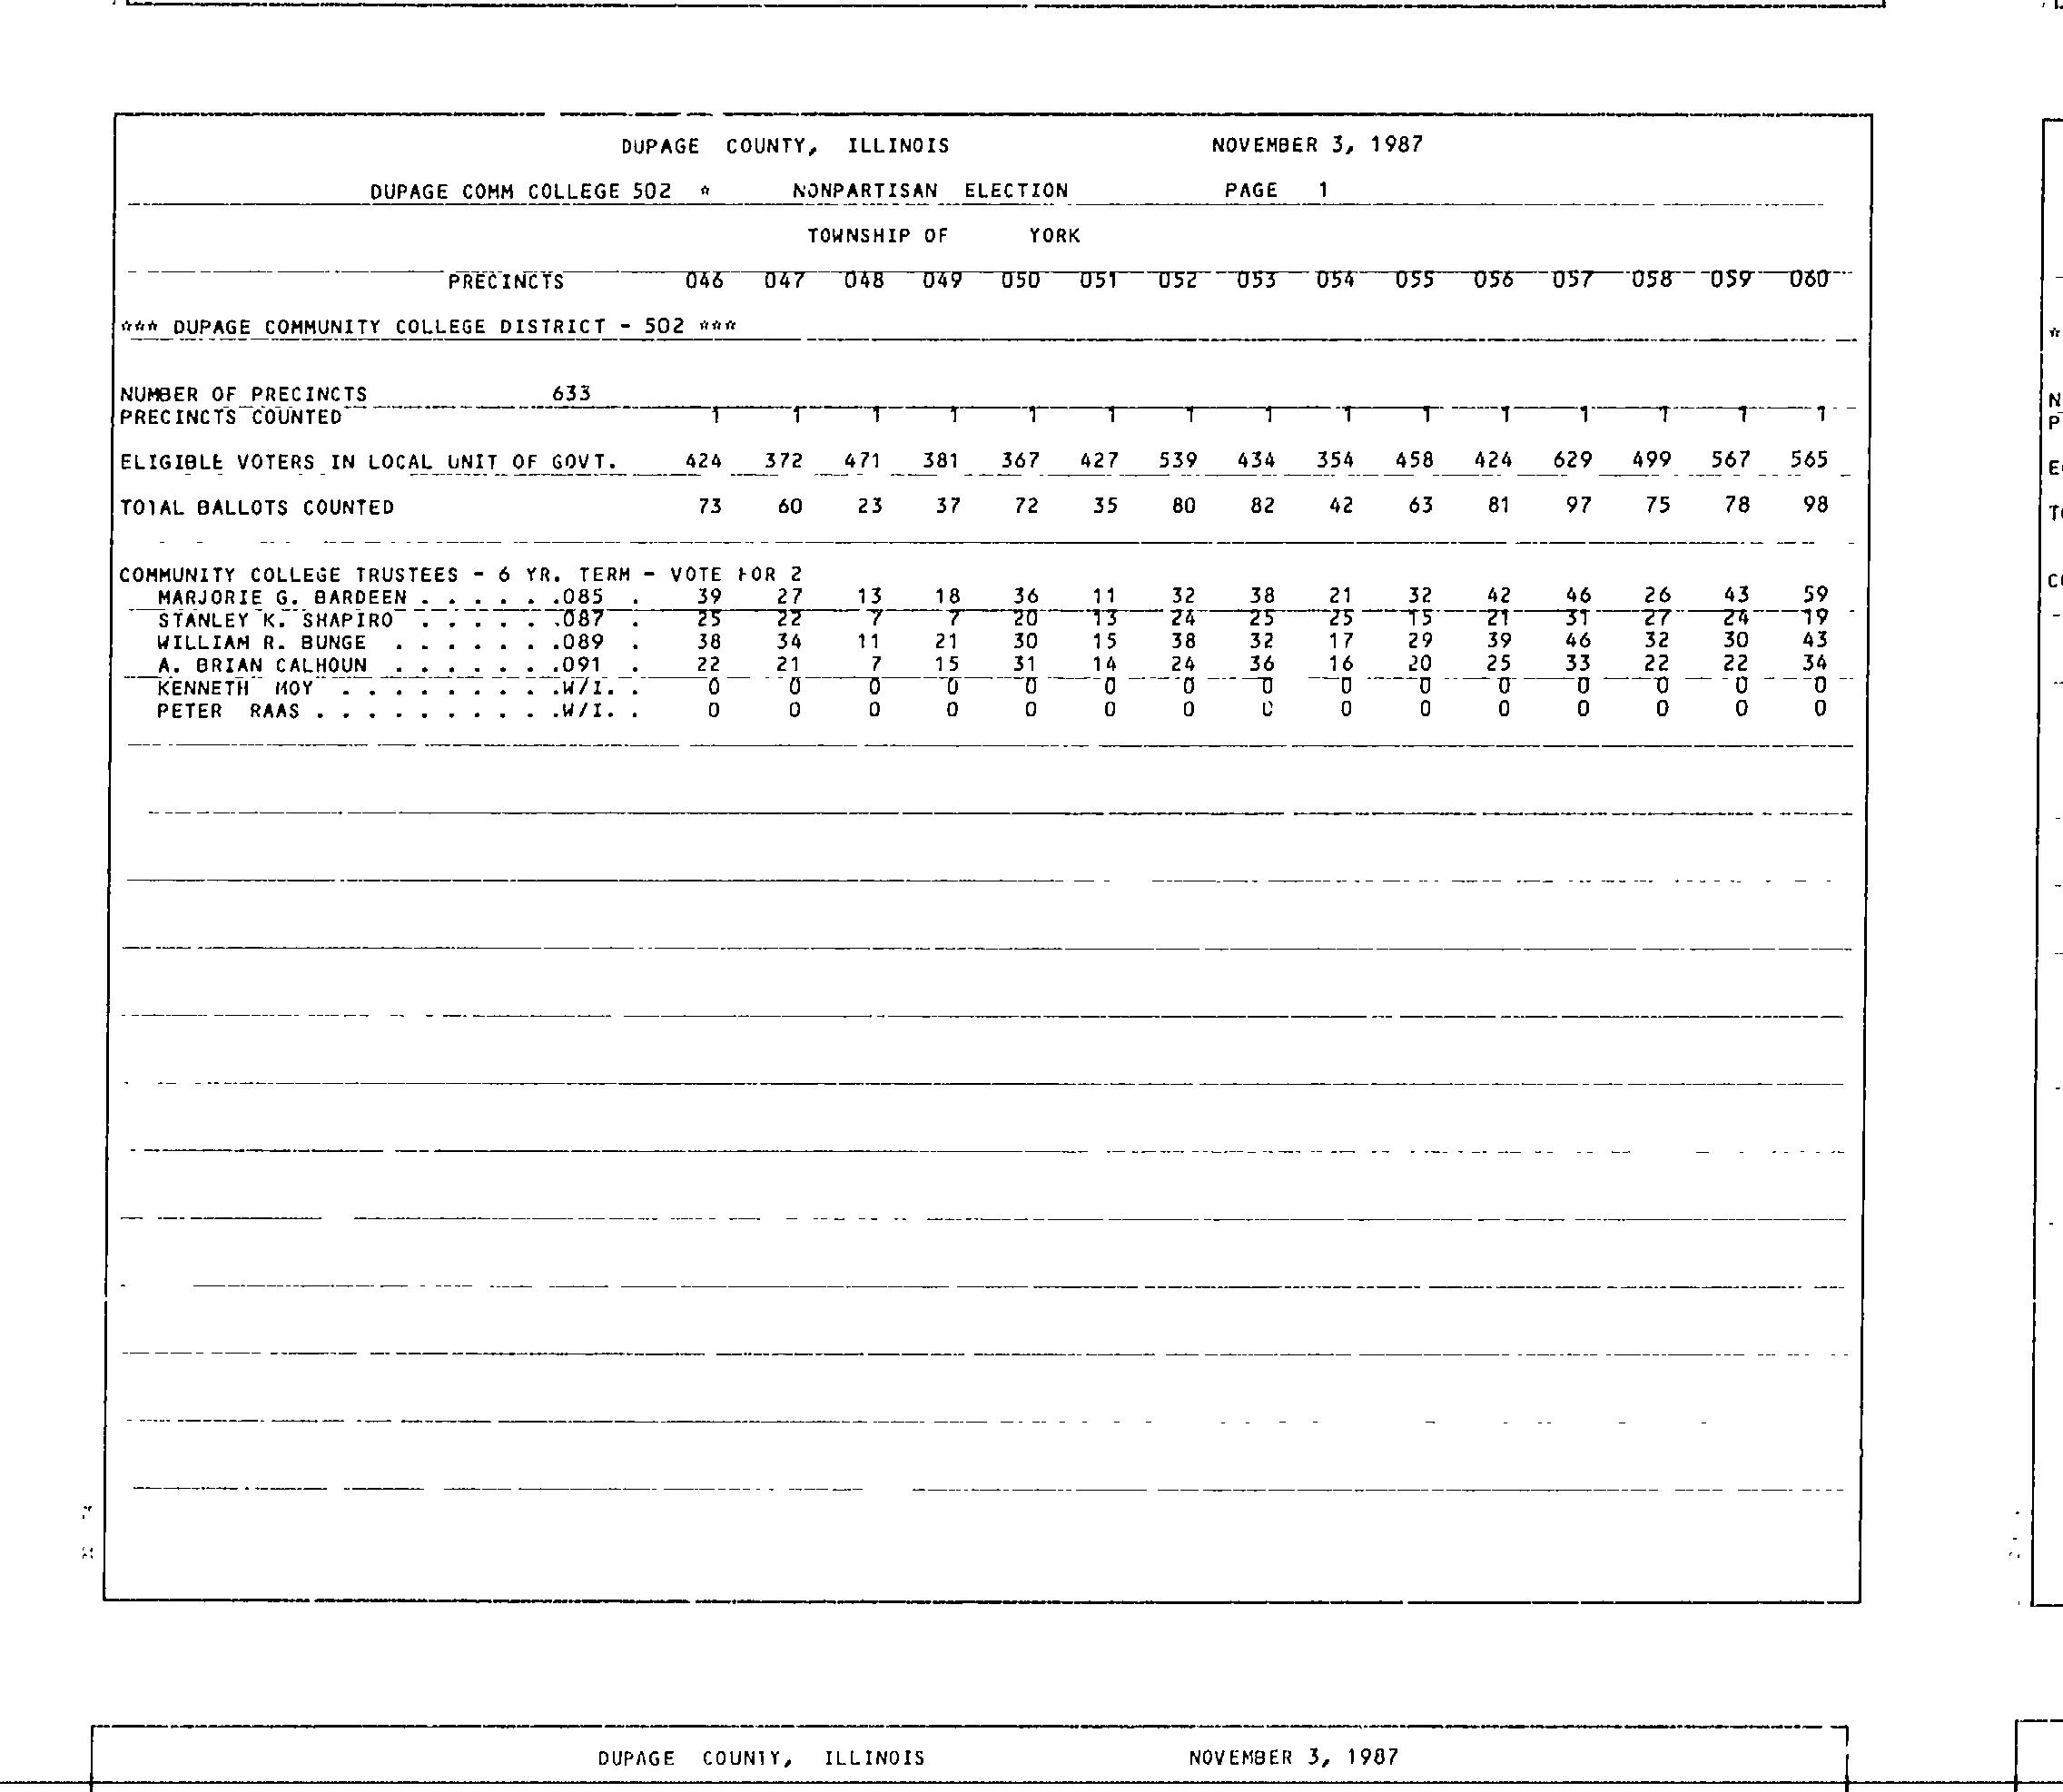 DUPAGE COUNTY, ILLINOIS NOVEMBER 3, 1987
DUPAGE COMM COLLEGE 502 * NONPARTISAN ELECTION PAGE 1
TOWNSHIP OF YORK
PRECINCTS 046 047 048 049 050 051 052 053 054 055 056 057 058 059 060
*** DUPAGE COMMUNITY COLLEGE DISTRICT - 502 ***
NUMBER OF PRECINCTS 633
PRECINCTS COUNTED 1 1 1 1 1 1 1 1 1 1 1 1 1 1 1
ELIGIBLE VOTERS IN LOCAL UNIT OF GOVT. 424 372 471 381 367 427 539 434 354 458 424 629 499 567 565
TOTAL BALLOTS COUNTED 73 60 23 37 72 35 80 82 42 63 81 97 75 78 98
COMMUNITY COLLEGE TRUSTEES - 6 YR. TERM - VOTE FOR 2
MARJORIE G. BARDEEN . . . . . .085 . 39 27 13 18 36 11 32 38 21 32 42 46 26 43 59
STANLEY K. SHAPIRO . . . . . .087 . 25 22 7 7 20 13 24 25 25 15 21 31 27 24 19
WILLIAM R. BUNGE . . . . . . .089 . 38 34 11 21 30 15 38 32 17 29 39 46 32 30 43
A. BRIAN CALHOUN . . . . . . .091 . 22 21 7 15 31 14 24 36 16 20 25 33 22 22 34
KENNETH MOY . . . . . . . . .W/I. . 0 0 0 0 0 0 0 0 0 0 0 0 0 0 0
PETER RAAS . . . . . . . . . .W/I. . 0 0 0 0 0 0 0 0 0 0 0 0 0 0 0
DUPAGE COUNTY, ILLINOIS NOVEMBER 3, 1987